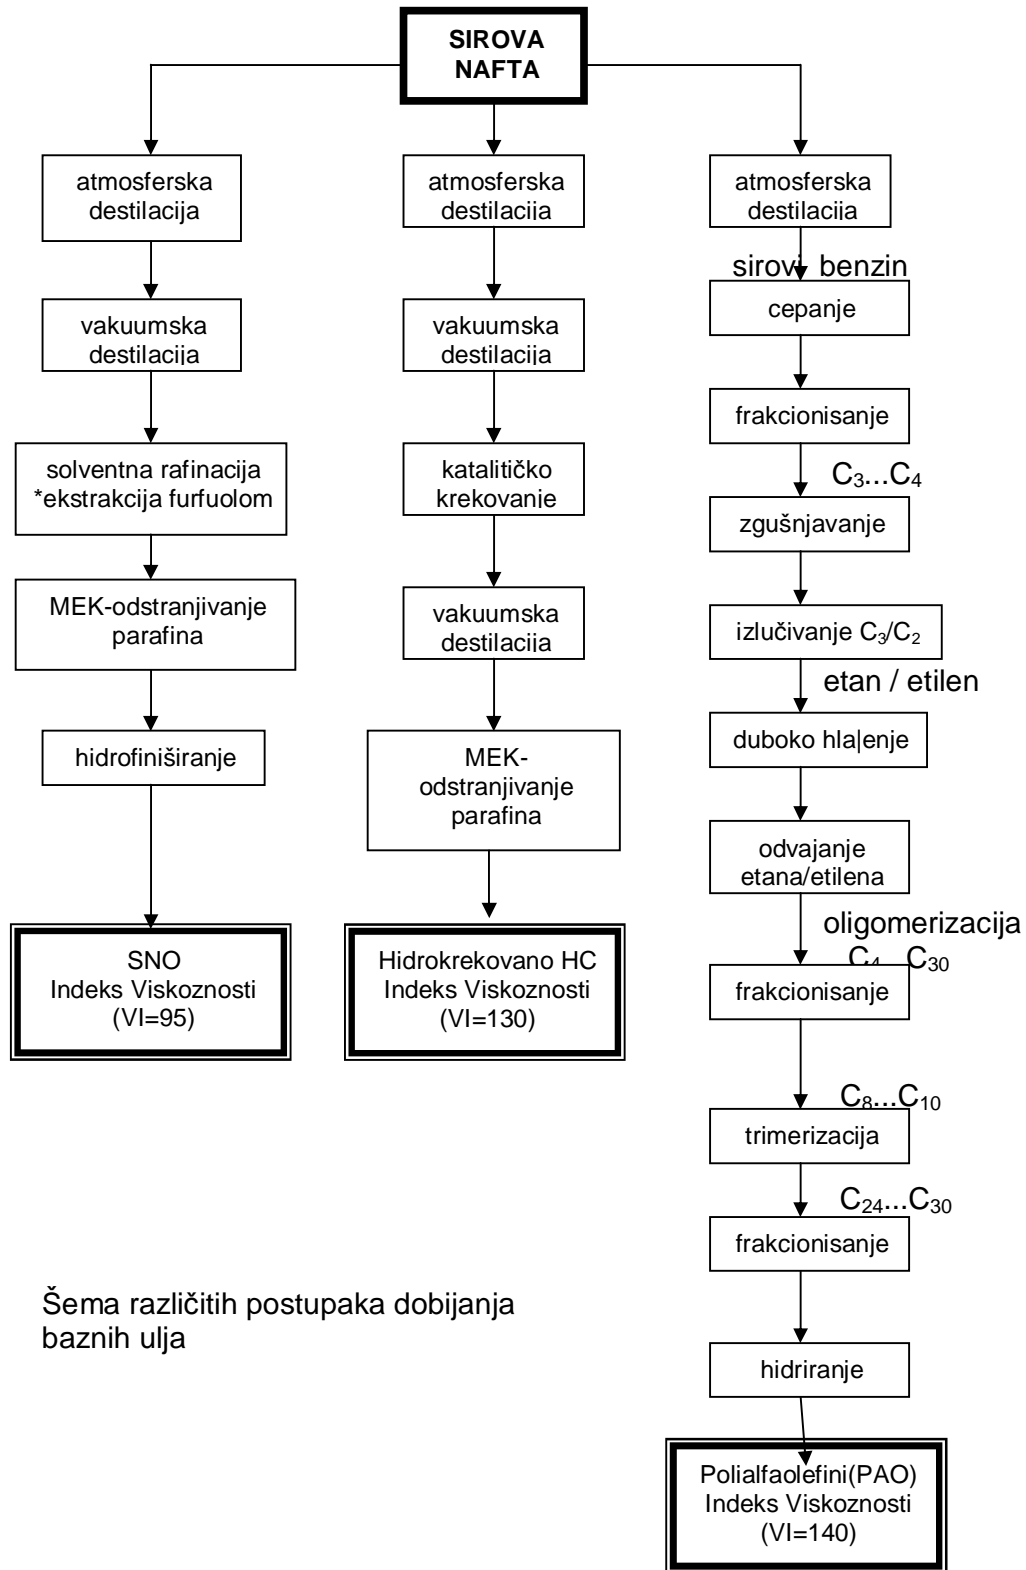 SIROVA
NAFTA
atmosferska
destilacija
vakuumska
destilacija
solventna rafinacija
*ekstrakcija furfuolom
MEK-odstranjivanje
parafina
hidrofiniširanje
SNO
Indeks Viskoznosti
(VI=95)
atmosferska
destilacija
vakuumska
destilacija
katalitičko
krekovanje
vakuumska
destilacija
MEK-
odstranjivanje
parafina
Hidrokrekovano HC
Indeks Viskoznosti
(VI=130)
atmosferska
destilacija
sirovi benzin
cepanje
frakcionisanje
C₃...C₄
zgušnjavanje
izlučivanje C₃/C₂
etan / etilen
duboko hla|enje
odvajanje
etana/etilena
oligomerizacija
C₄...C₃₀
frakcionisanje
C₈...C₁₀
trimerizacija
C₂₄...C₃₀
frakcionisanje
hidriranje
Polialfaolefini(PAO)
Indeks Viskoznosti
(VI=140)
Šema različitih postupaka dobijanja
baznih ulja